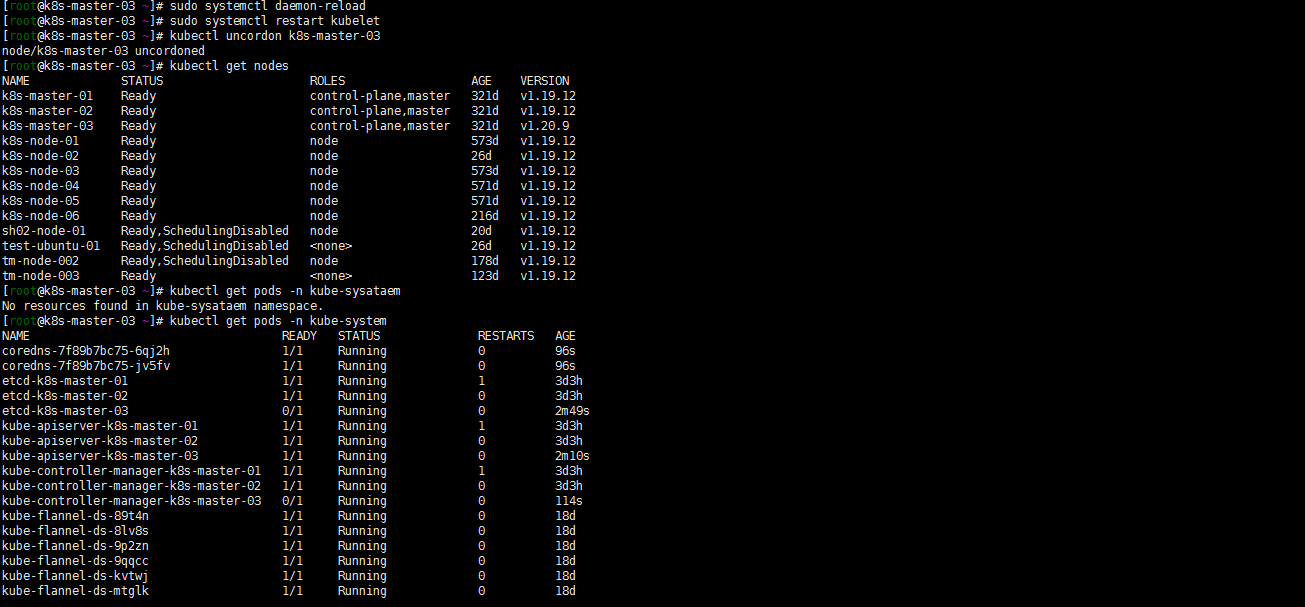 [root@k8s-master-03 ~]# sudo systemctl daemon-reload
[root@k8s-master-03 ~]# sudo systemctl restart kubelet
[root@k8s-master-03 ~]# kubectl uncordon k8s-master-03
node/k8s-master-03 uncordoned
[root@k8s-master-03 ~]# kubectl get nodes
NAME STATUS ROLES AGE VERSION
k8s-master-01 Ready control-plane,master 321d v1.19.12
k8s-master-02 Ready control-plane,master 321d v1.19.12
k8s-master-03 Ready control-plane,master 321d v1.20.9
k8s-node-01 Ready node 573d v1.19.12
k8s-node-02 Ready node 26d v1.19.12
k8s-node-03 Ready node 573d v1.19.12
k8s-node-04 Ready node 571d v1.19.12
k8s-node-05 Ready node 571d v1.19.12
k8s-node-06 Ready node 216d v1.19.12
sh02-node-01 Ready,SchedulingDisabled node 20d v1.19.12
test-ubuntu-01 Ready,SchedulingDisabled <none> 26d v1.19.12
tm-node-002 Ready,SchedulingDisabled node 178d v1.19.12
tm-node-003 Ready <none> 123d v1.19.12
[root@k8s-master-03 ~]# kubectl get pods -n kube-sysataem
No resources found in kube-sysataem namespace.
[root@k8s-master-03 ~]# kubectl get pods -n kube-system
NAME READY STATUS RESTARTS AGE
coredns-7f89b7bc75-6qj2h 1/1 Running 0 96s
coredns-7f89b7bc75-jv5fv 1/1 Running 0 96s
etcd-k8s-master-01 1/1 Running 1 3d3h
etcd-k8s-master-02 1/1 Running 0 3d3h
etcd-k8s-master-03 0/1 Running 0 2m49s
kube-apiserver-k8s-master-01 1/1 Running 1 3d3h
kube-apiserver-k8s-master-02 1/1 Running 0 3d3h
kube-apiserver-k8s-master-03 1/1 Running 0 2m10s
kube-controller-manager-k8s-master-01 1/1 Running 1 3d3h
kube-controller-manager-k8s-master-02 1/1 Running 0 3d3h
kube-controller-manager-k8s-master-03 0/1 Running 0 114s
kube-flannel-ds-89t4n 1/1 Running 0 18d
kube-flannel-ds-8lv8s 1/1 Running 0 18d
kube-flannel-ds-9p2zn 1/1 Running 0 18d
kube-flannel-ds-9qqcc 1/1 Running 0 18d
kube-flannel-ds-kvtwj 1/1 Running 0 18d
kube-flannel-ds-mtglk 1/1 Running 0 18d